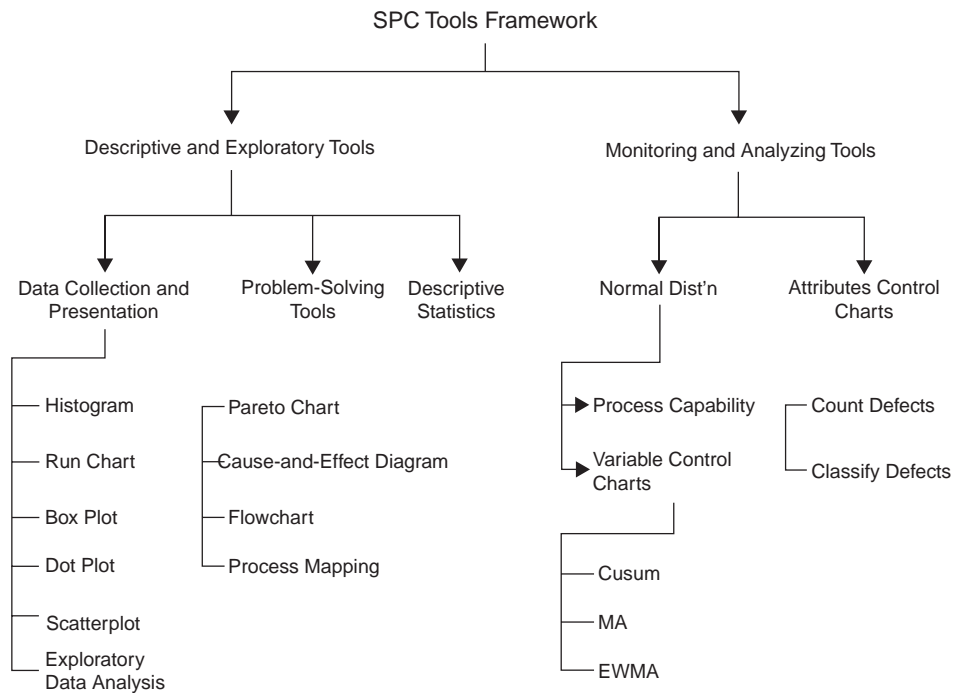 SPC Tools Framework
Descriptive and Exploratory Tools
Monitoring and Analyzing Tools
Data Collection and
Presentation
Problem-Solving
Tools
Descriptive
Statistics
Normal Dist'n
Attributes Control
Charts
Histogram
Run Chart
Box Plot
Dot Plot
Scatterplot
Exploratory
Data Analysis
Pareto Chart
Cause-and-Effect Diagram
Flowchart
Process Mapping
Process Capability
Variable Control
Charts
Cusum
MA
EWMA
Count Defects
Classify Defects